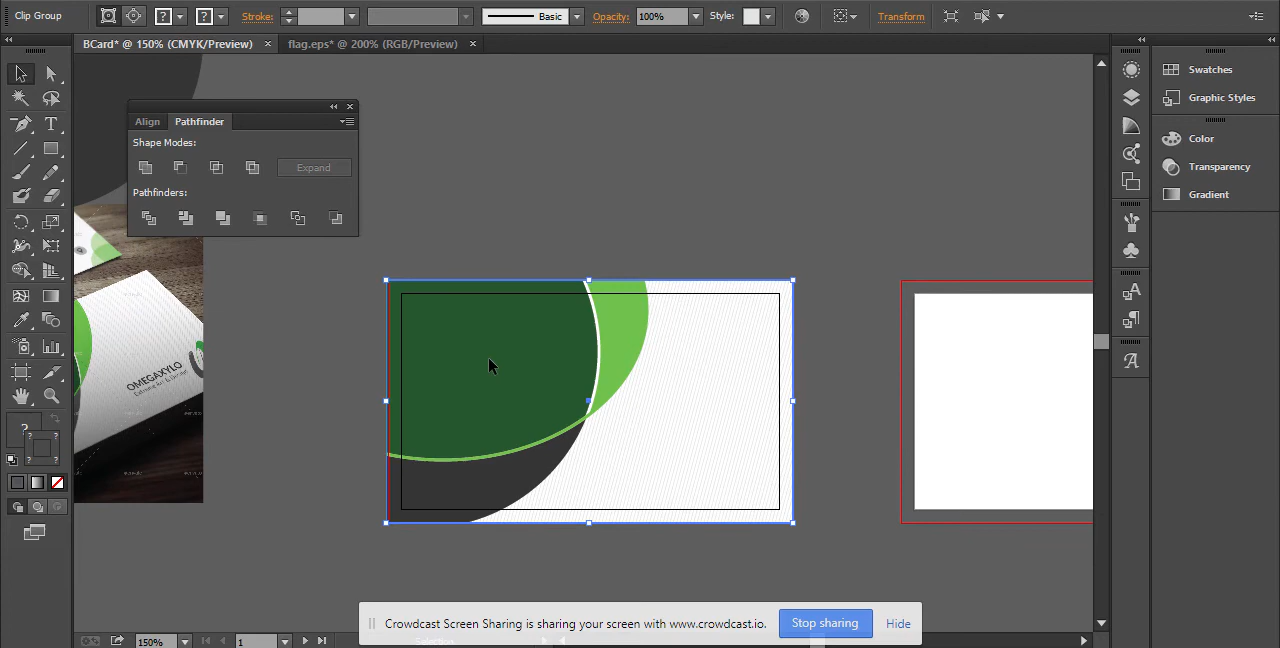 Clip Group
?
?
Stroke:
Basic
Opacity:
100%
Style:
Transform
BCard* @ 150% (CMYK/Preview)
flag.eps* @ 200% (RGB/Preview)
Align
Pathfinder
Shape Modes:
Expand
Pathfinders:
Swatches
Graphic Styles
Color
Transparency
Gradient
OMEGAXYLO
?
? ?
? ?
Crowdcast Screen Sharing is sharing your screen with www.crowdcast.io.
Stop sharing
Hide
150%
1
Selection